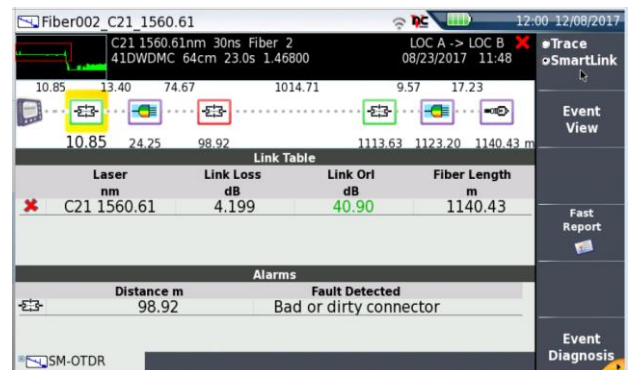 Fiber002_C21_1560.61
12:00 12/08/2017
C21 1560.61nm 30ns Fiber 2
LOC A -> LOC B
41DWDMC 64cm 23.0s 1.46800
08/23/2017 11:48
Trace
SmartLink
10.85 13.40 74.67 1014.71 9.57 17.23
10.85 24.25 98.92 1113.63 1123.20 1140.43 m
Event
View
Link Table
Laser Link Loss Link Orl Fiber Length
nm dB dB m
C21 1560.61 4.199 40.90 1140.43
Fast
Report
Alarms
Distance m Fault Detected
98.92 Bad or dirty connector
Event
Diagnosis
SM-OTDR